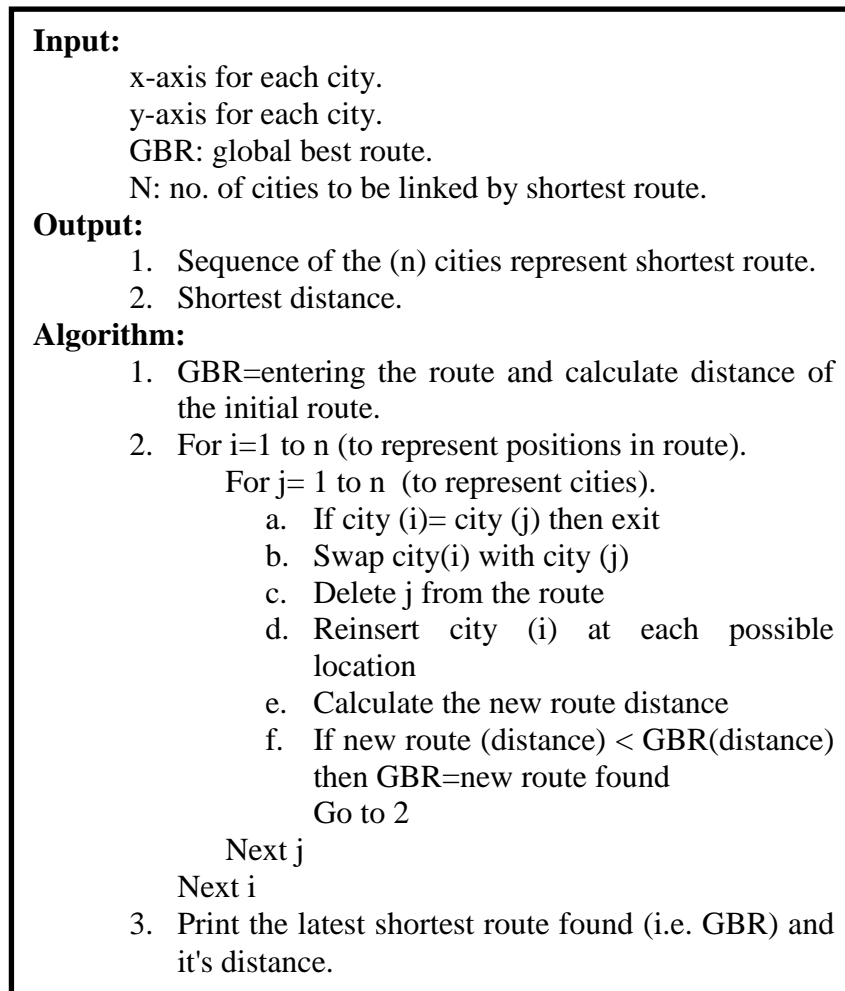 Input:
x-axis for each city.
y-axis for each city.
GBR: global best route.
N: no. of cities to be linked by shortest route.
Output:
1. Sequence of the (n) cities represent shortest route.
2. Shortest distance.
Algorithm:
1. GBR=entering the route and calculate distance of
the initial route.
2. For i=1 to n (to represent positions in route).
For j= 1 to n (to represent cities).
a. If city (i)= city (j) then exit
b. Swap city(i) with city (j)
c. Delete j from the route
d. Reinsert city (i) at each possible
location
e. Calculate the new route distance
f. If new route (distance) < GBR(distance)
then GBR=new route found
Go to 2
Next j
Next i
3. Print the latest shortest route found (i.e. GBR) and
it's distance.